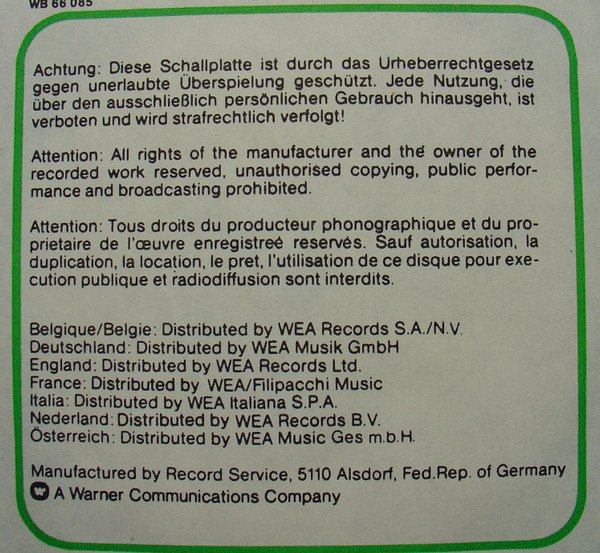 WB 66 085
Achtung: Diese Schallplatte ist durch das Urheberrechtgesetz
gegen unerlaubte Überspielung geschützt. Jede Nutzung, die
über den ausschließlich persönlichen Gebrauch hinausgeht, ist
verboten und wird strafrechtlich verfolgt!
Attention: All rights of the manufacturer and the owner of the
recorded work reserved, unauthorised copying, public perfor-
mance and broadcasting prohibited.
Attention: Tous droits du producteur phonographique et du pro-
prietaire de l'œuvre enregistreé reservés. Sauf autorisation, la
duplication, la location, le pret, l'utilisation de ce disque pour exe-
cution publique et radiodiffusion sont interdits.
Belgique/Belgie: Distributed by WEA Records S.A./N.V.
Deutschland: Distributed by WEA Musik GmbH
England: Distributed by WEA Records Ltd.
France: Distributed by WEA/Filipacchi Music
Italia: Distributed by WEA Italiana S.P.A.
Nederland: Distributed by WEA Records B.V.
Österreich: Distributed by WEA Music Ges m.b.H.
Manufactured by Record Service, 5110 Alsdorf, Fed.Rep. of Germany
A Warner Communications Company